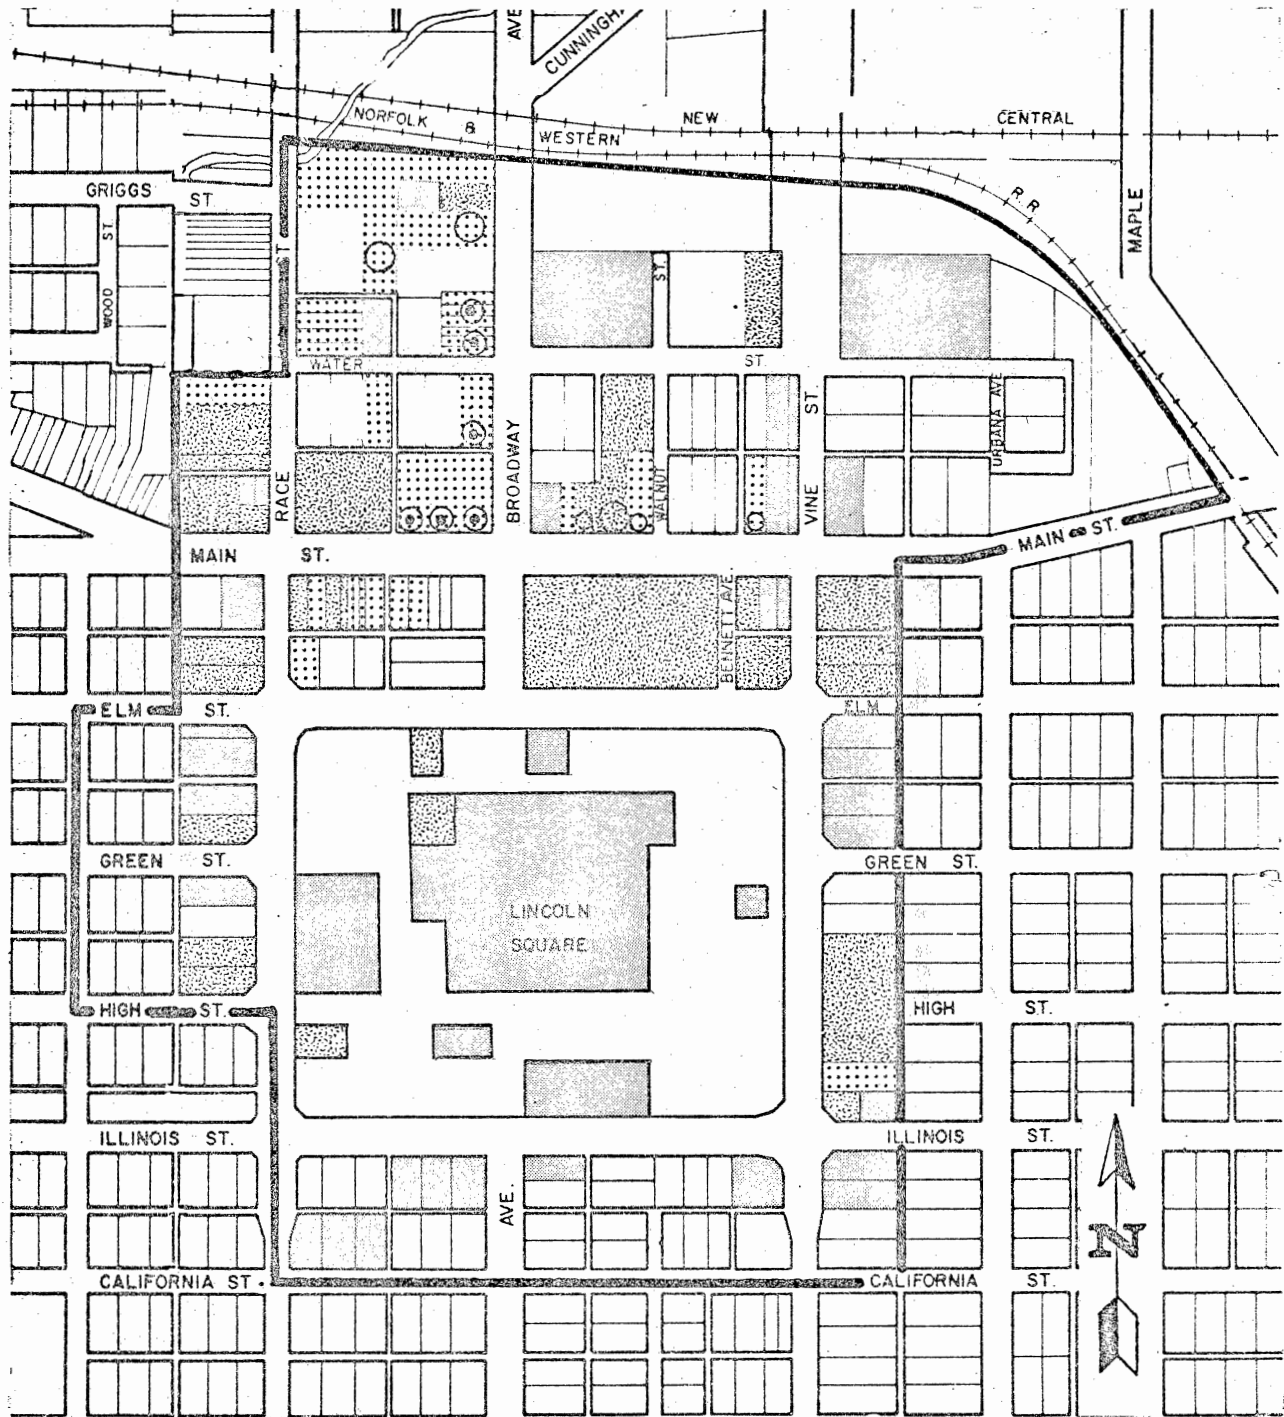 AVE
CUNNINGHA
NORFOLK & WESTERN
NEW CENTRAL
R.R
GRIGGS ST.
WOOD ST.
ST
MAPLE
ST.
WATER ST.
RACE
BROADWAY
WALNUT
VINE ST.
URBANA AVE
MAIN ST.
MAIN ST.
BENNETT AVE
ELM ST.
ELM
LINCOLN
SQUARE
GREEN ST.
GREEN ST.
HIGH ST.
HIGH ST.
ILLINOIS ST.
ILLINOIS ST.
AVE.
N
CALIFORNIA ST.
CALIFORNIA ST.